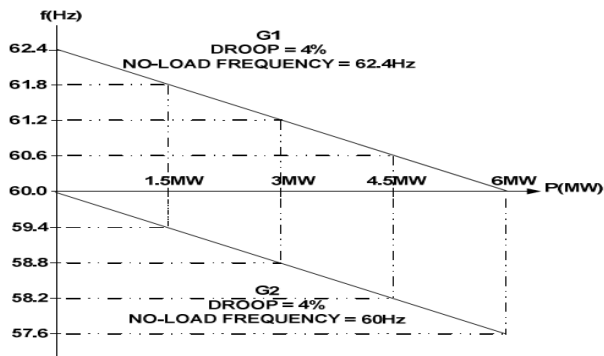 f(Hz)
G1
DROOP = 4%
NO-LOAD FREQUENCY = 62.4Hz
62.4
61.8
61.2
60.6
60.0
1.5MW
3MW
4.5MW
6MW
P(MW)
59.4
58.8
58.2
57.6
G2
DROOP = 4%
NO-LOAD FREQUENCY = 60Hz